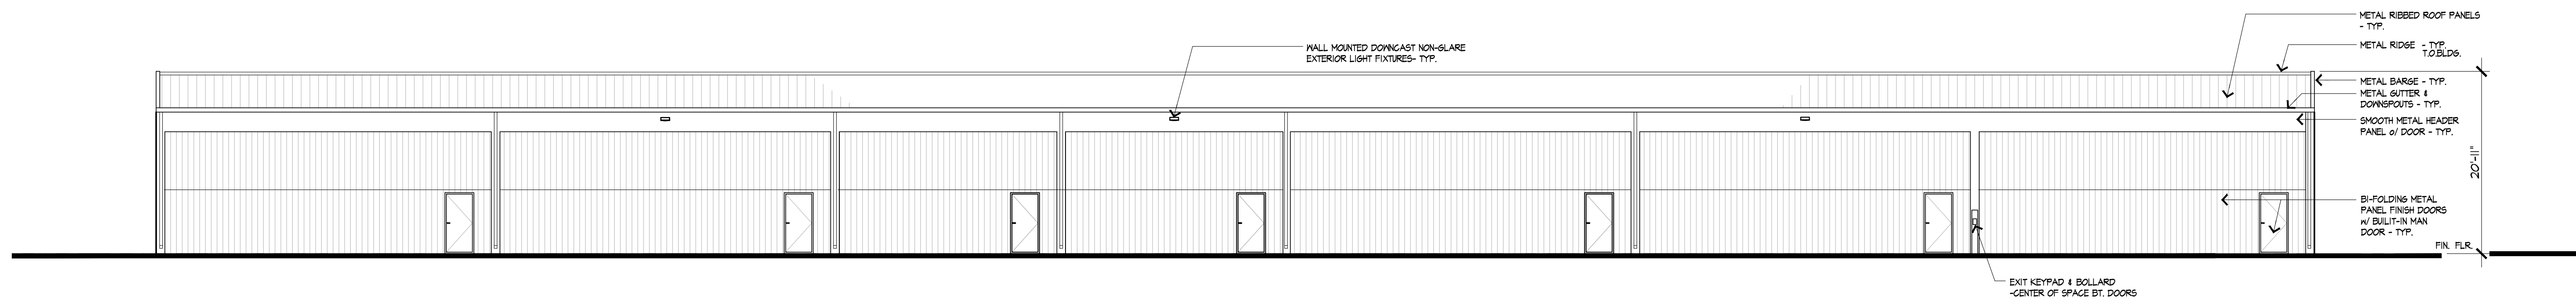 METAL RIBBED ROOF PANELS
- TYP.
METAL RIDGE - TYP.
T.O.BLDG.
WALL MOUNTED DOWNCAST NON-GLARE
EXTERIOR LIGHT FIXTURES- TYP.
METAL BARGE - TYP.
METAL GUTTER &
DOWNSPOUTS - TYP.
SMOOTH METAL HEADER
PANEL o/ DOOR - TYP.
20'-11"
BI-FOLDING METAL
PANEL FINISH DOORS
w/ BUILIT-IN MAN
DOOR - TYP.
FIN. FLR.
EXIT KEYPAD & BOLLARD
-CENTER OF SPACE BT. DOORS